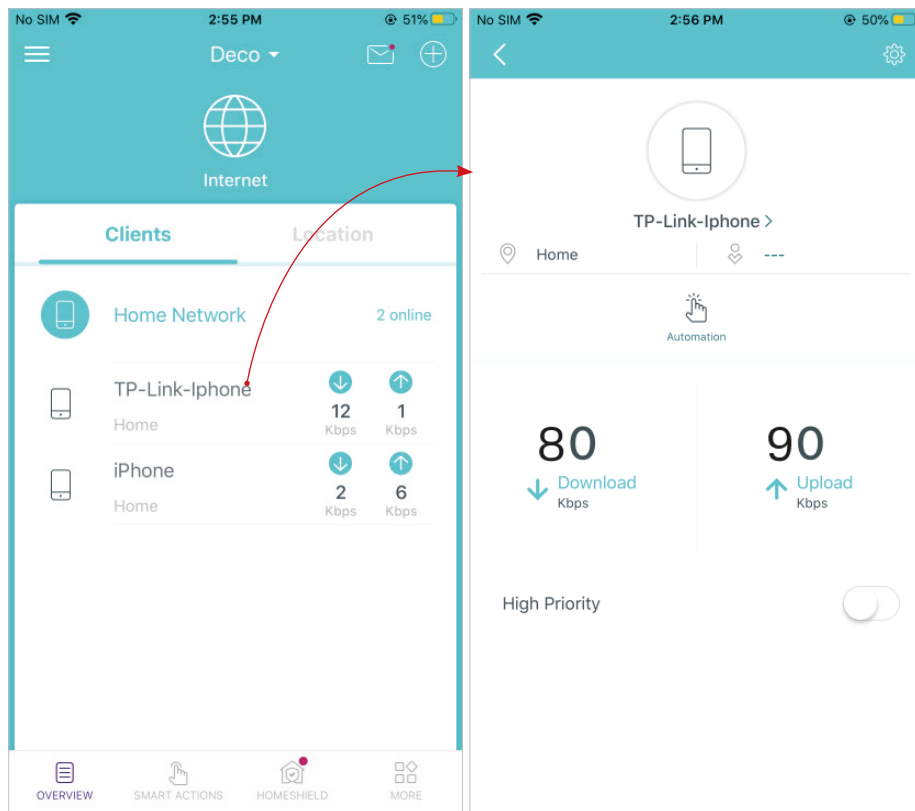 No SIM 2:55 PM 51%
Deco
Internet
Clients Location
Home Network 2 online
TP-Link-Iphone
Home
12 1
Kbps Kbps
iPhone
Home
2 6
Kbps Kbps
OVERVIEW SMART ACTIONS HOMESHIELD MORE
No SIM 2:56 PM 50%
TP-Link-Iphone >
Home ---
Automation
80 90
Download Upload
Kbps Kbps
High Priority